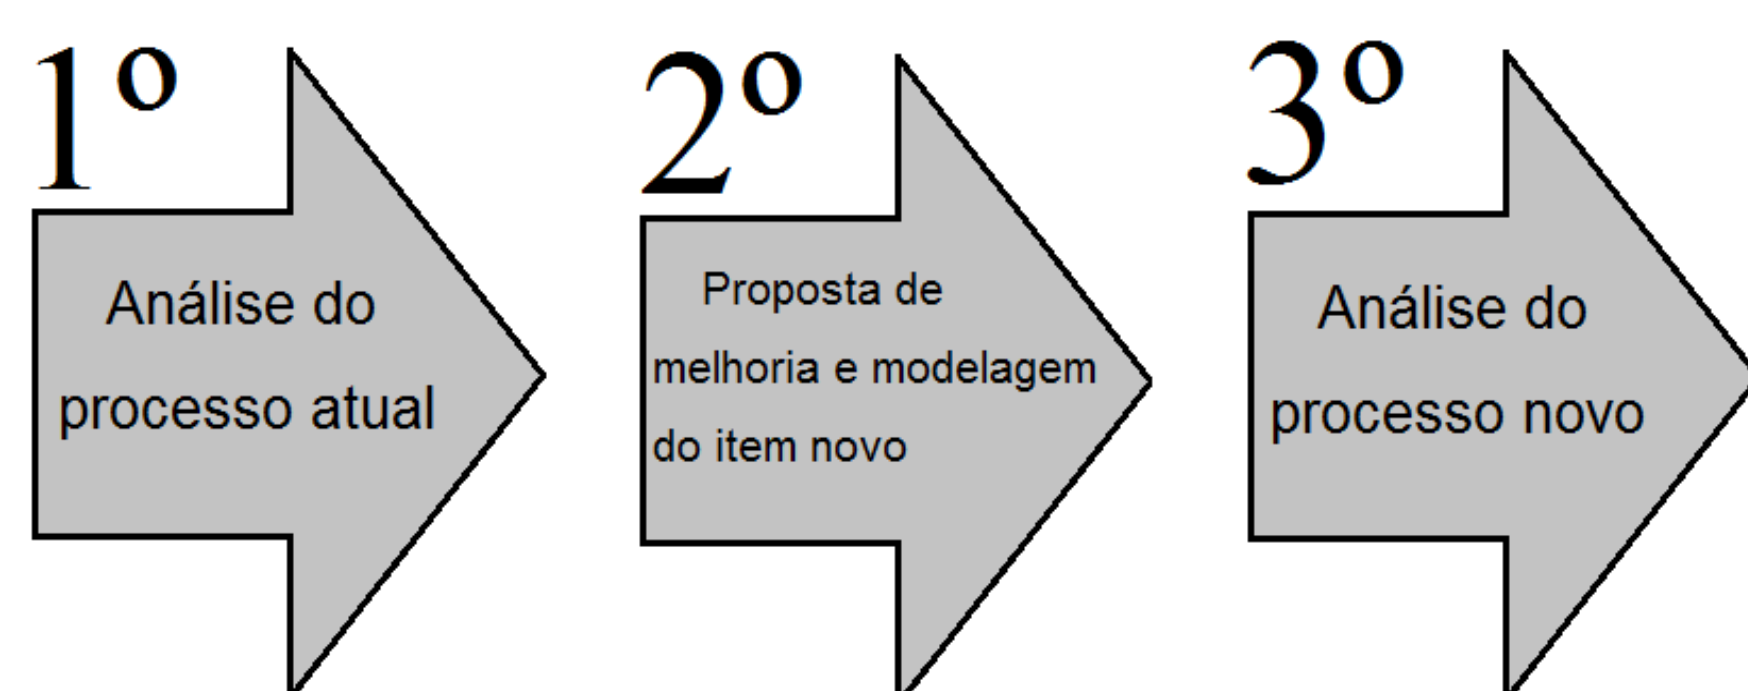 1º
Análise do
processo atual
2º
Proposta de
melhoria e modelagem
do item novo
3º
Análise do
processo novo